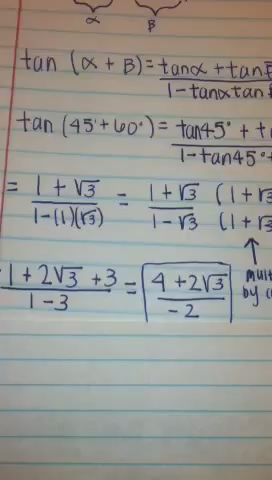 α β
tan (α + β) = tanα + tan / 1 - tanα tan
tan (45° + 60°) = tan45° + / 1 - tan45°
= 1 + √3 / 1 - (1)(√3) = 1 + √3 / 1 - √3 (1 + √3 / (1 + √3
1 + 2√3 + 3 / 1 - 3 = 4 + 2√3 / -2
by